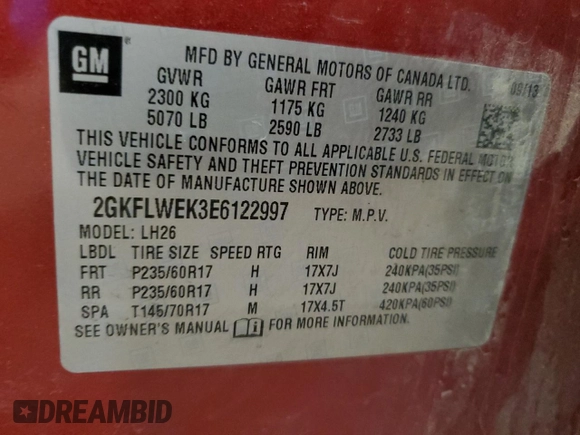 GM ®
MFD BY GENERAL MOTORS OF CANADA LTD.
GVWR GAWR FRT GAWR RR 09/13
2300 KG 1175 KG 1240 KG
5070 LB 2590 LB 2733 LB
THIS VEHICLE CONFORMS TO ALL APPLICABLE U.S. FEDERAL MOTOR
VEHICLE SAFETY AND THEFT PREVENTION STANDARDS IN EFFECT ON
THE DATE OF MANUFACTURE SHOWN ABOVE.
2GKFLWEK3E6122997 TYPE: M.P.V.
MODEL: LH26
LBDL TIRE SIZE SPEED RTG RIM COLD TIRE PRESSURE
FRT P235/60R17 H 17X7J 240KPA(35PSI)
RR P235/60R17 H 17X7J 240KPA(35PSI)
SPA T145/70R17 M 17X4.5T 420KPA(60PSI)
SEE OWNER'S MANUAL FOR MORE INFORMATION.
DREAMBID